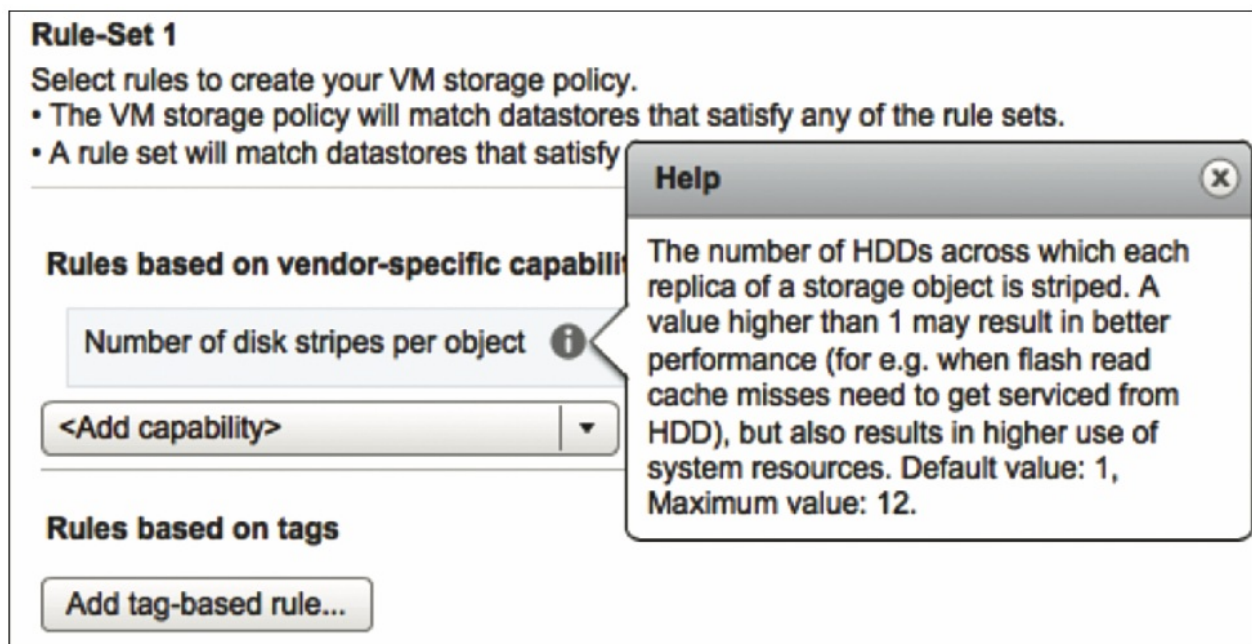 Rule-Set 1
Select rules to create your VM storage policy.
• The VM storage policy will match datastores that satisfy any of the rule sets.
• A rule set will match datastores that satisfy
Help
Rules based on vendor-specific
The number of HDDs across which each
replica of a storage object is striped. A
value higher than 1 may result in better
performance (for e.g. when flash read
cache misses need to get serviced from
HDD), but also results in higher use of
system resources. Default value: 1,
Maximum value: 12.
Number of disk stripes per object
<Add capability>
Rules based on tags
Add tag-based rule...